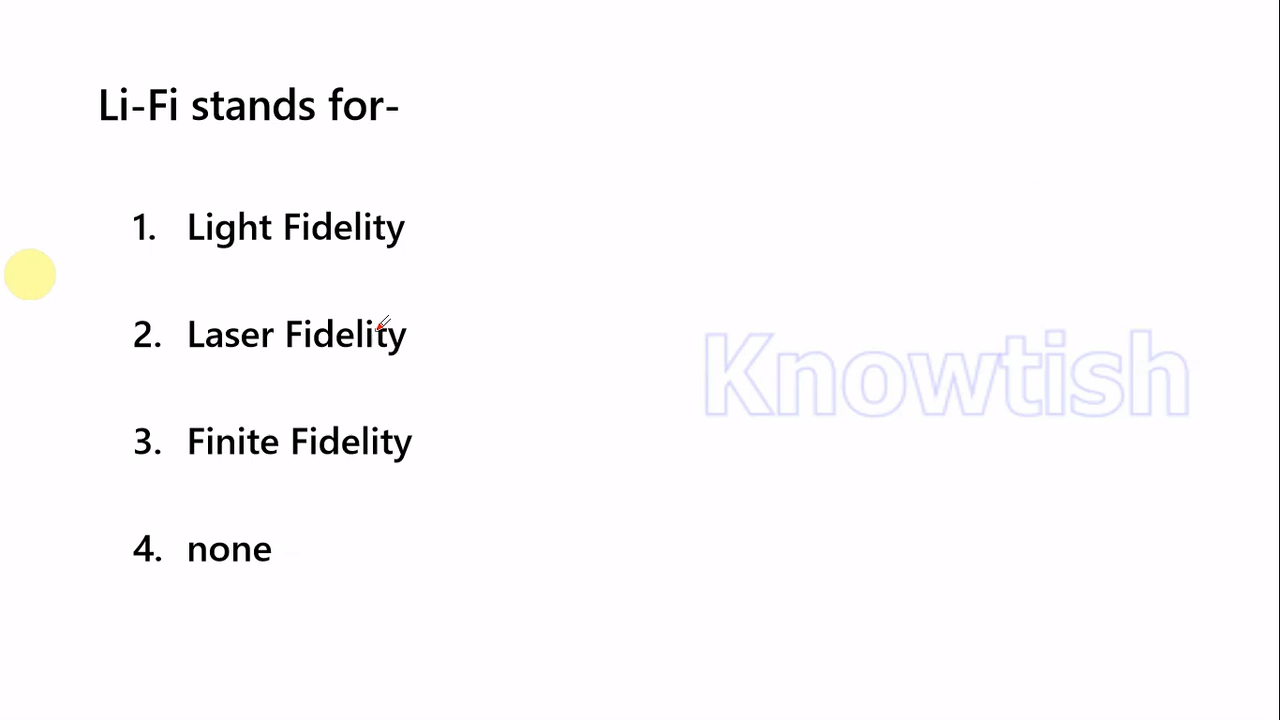 Li-Fi stands for-
1. Light Fidelity
2. Laser Fidelity
3. Finite Fidelity
4. none
Knowtish